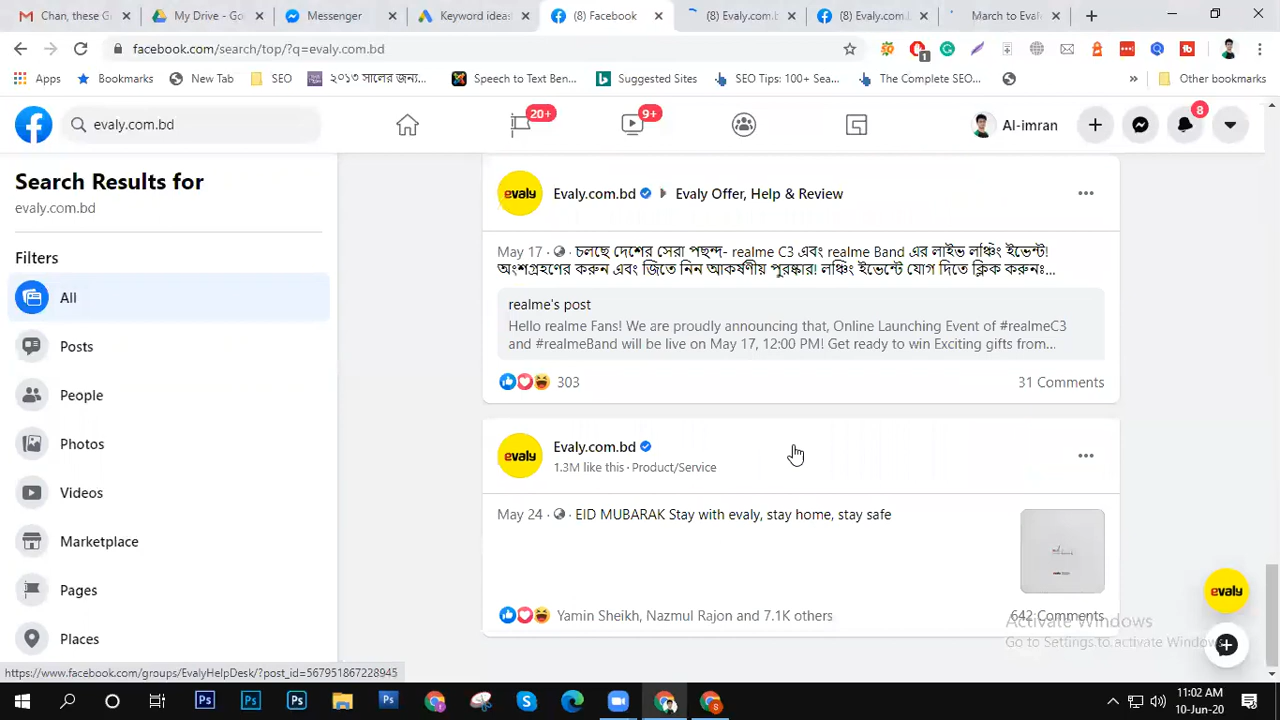 Chan, these G
My Drive - Go
Messenger
Keyword ideas
(8) Facebook
(8) Evaly.com.b
(8) Evaly.com.
March to Evaly
facebook.com/search/top/?q=evaly.com.bd
1
Apps
Bookmarks
New Tab
SEO
২০১৩ সালের জন্য...
Speech to Text Ben...
Suggested Sites
SEO Tips: 100+ Sea...
The Complete SEO...
Other bookmarks
evaly.com.bd
20+
9+
Al-imran
8
Search Results for
evaly.com.bd
Filters
All
Posts
People
Photos
Videos
Marketplace
Pages
Places
evaly
Evaly.com.bd
Evaly Offer, Help & Review
May 17 · চলছে দেশের সেরা পছন্দ- realme C3 এবং realme Band এর লাইভ লঞ্চিং ইভেন্ট!
অংশগ্রহণের করুন এবং জিতে নিন আকর্ষণীয় পুরষ্কার! লঞ্চিং ইভেন্টে যোগ দিতে ক্লিক করুনঃ...
realme's post
Hello realme Fans! We are proudly announcing that, Online Launching Event of #realmeC3
and #realmeBand will be live on May 17, 12:00 PM! Get ready to win Exciting gifts from...
303
31 Comments
evaly
Evaly.com.bd
1.3M like this · Product/Service
May 24 · EID MUBARAK Stay with evaly, stay home, stay safe
Yamin Sheikh, Nazmul Rajon and 7.1K others
642 Comments
evaly
Activate Windows
Go to Settings to activate Windows.
https://www.facebook.com/groups/EvalyHelpDesk/?post_id=567951867228945
11:02 AM
10-Jun-20